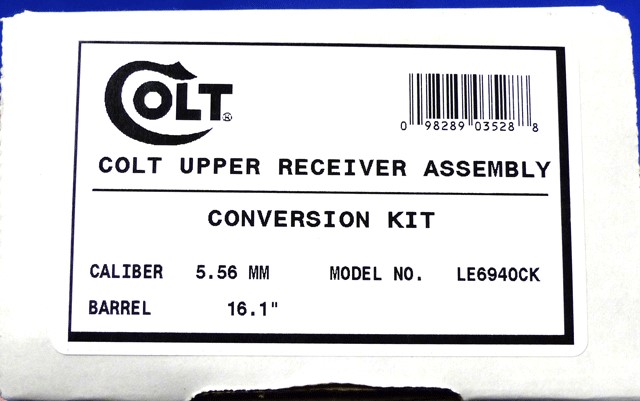 COLT®
0 98289 03528 8
COLT UPPER RECEIVER ASSEMBLY
CONVERSION KIT
CALIBER 5.56 MM MODEL NO. LE6940CK
BARREL 16.1"